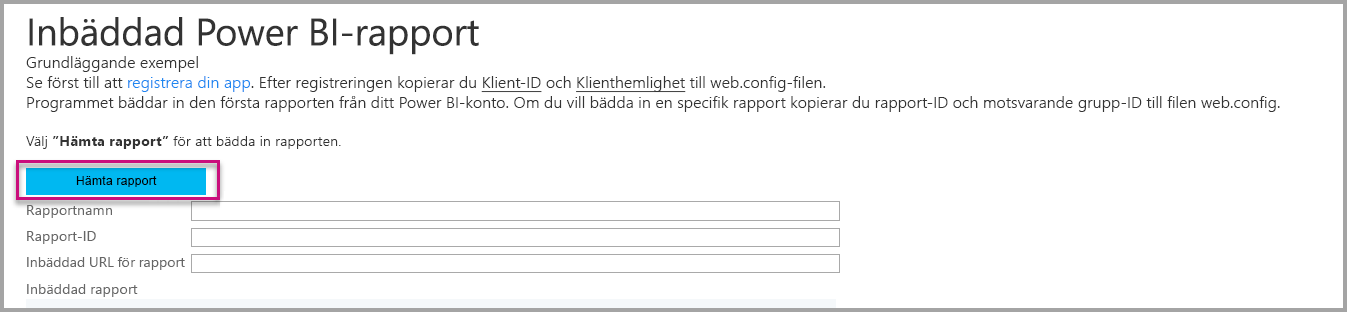 Inbäddad Power BI-rapport
Grundläggande exempel
Se först till att registrera din app. Efter registreringen kopierar du Klient-ID och Klienthemlighet till web.config-filen.
Programmet bäddar in den första rapporten från ditt Power BI-konto. Om du vill bädda in en specifik rapport kopierar du rapport-ID och motsvarande grupp-ID till filen web.config.
Välj ”Hämta rapport” för att bädda in rapporten.
Hämta rapport
Rapportnamn
Rapport-ID
Inbäddad URL för rapport
Inbäddad rapport